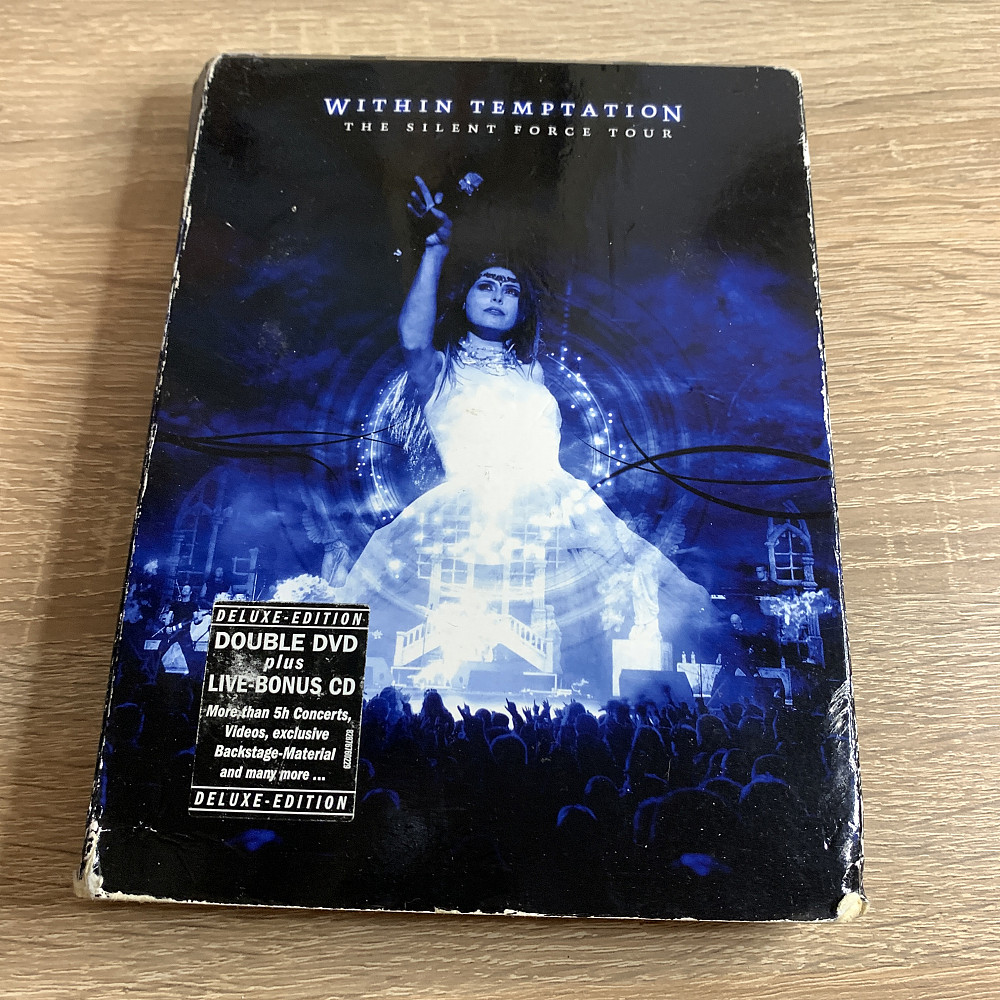 WITHIN TEMPTATION
THE SILENT FORCE TOUR
DELUXE-EDITION
DOUBLE DVD
plus
LIVE-BONUS CD
More than 5h Concerts,
Videos, exclusive
Backstage-Material
and many more ...
DELUXE-EDITION